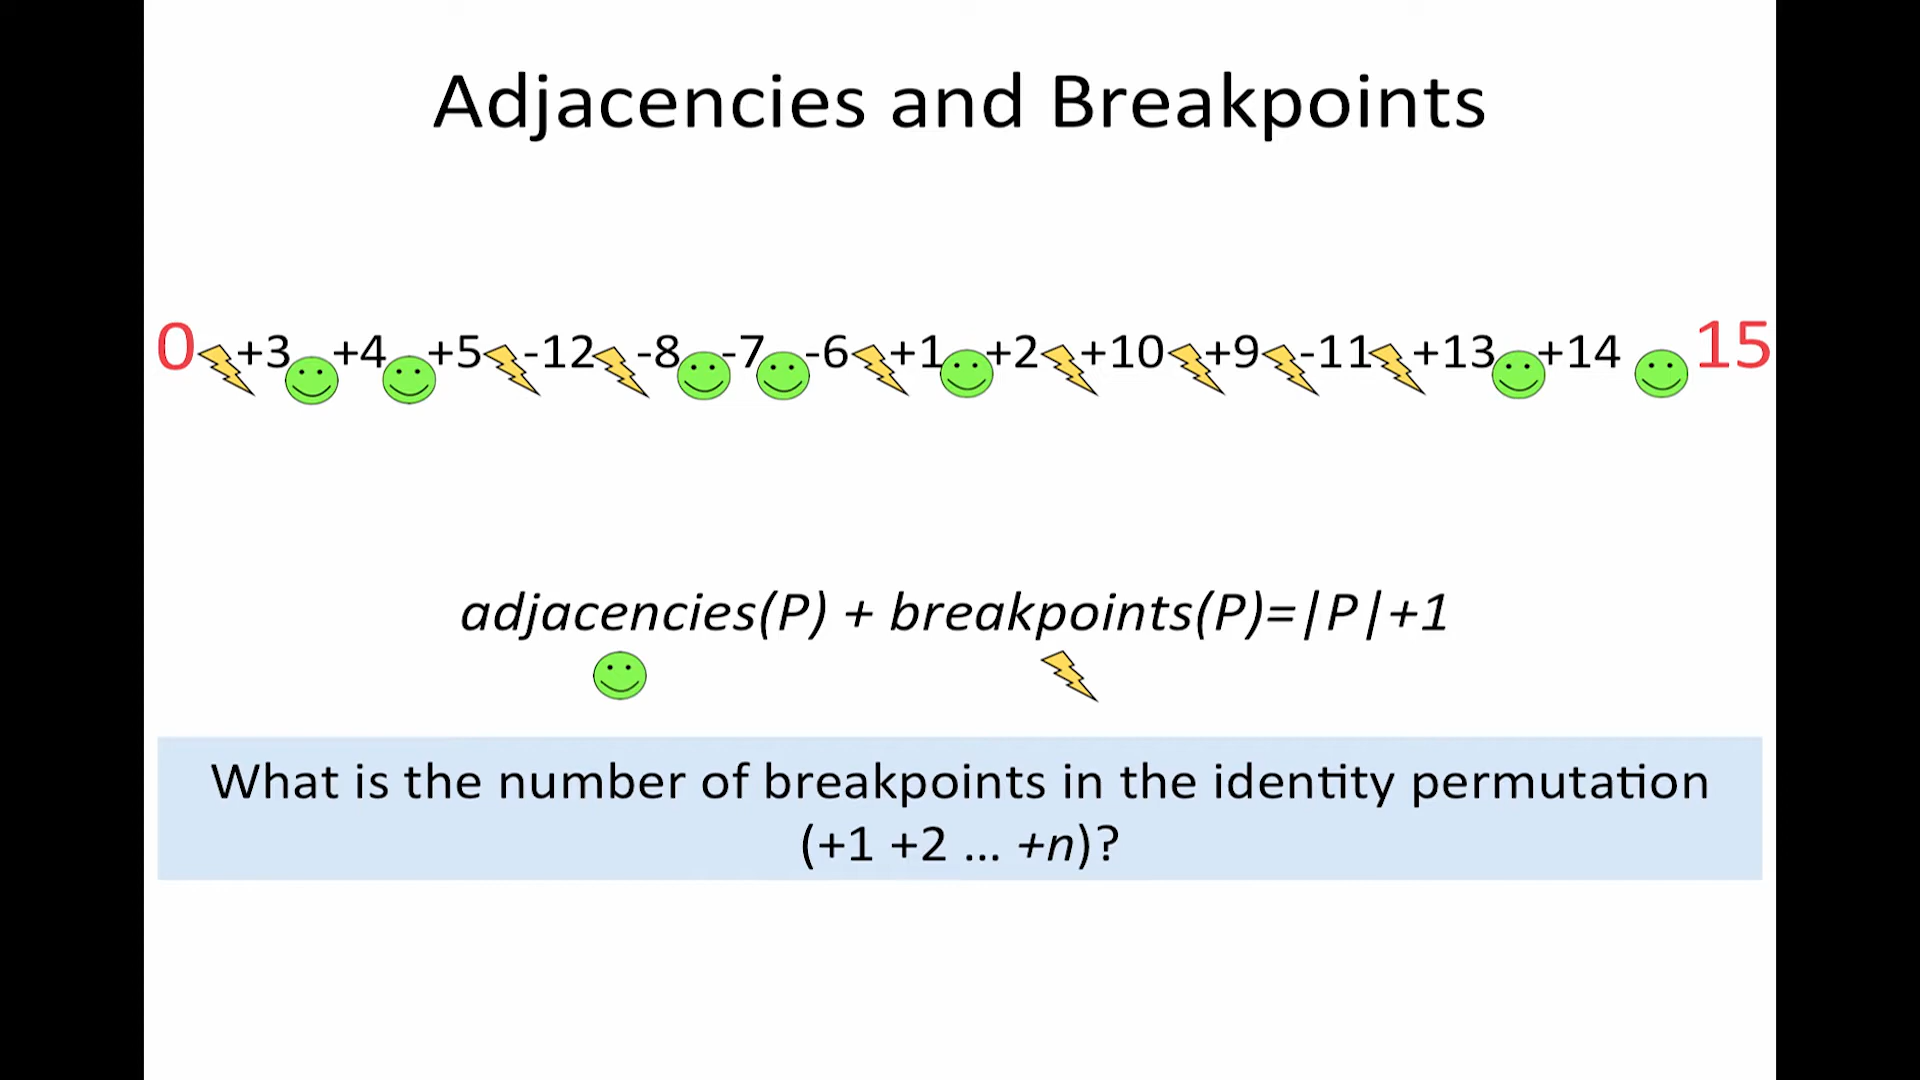 Adjacencies and Breakpoints
0 +3 +4 +5 -12 -8 -7 -6 +1 +2 +10 +9 -11 +13 +14 15
adjacencies(P) + breakpoints(P)=|P|+1
What is the number of breakpoints in the identity permutation
(+1 +2 ... +n)?